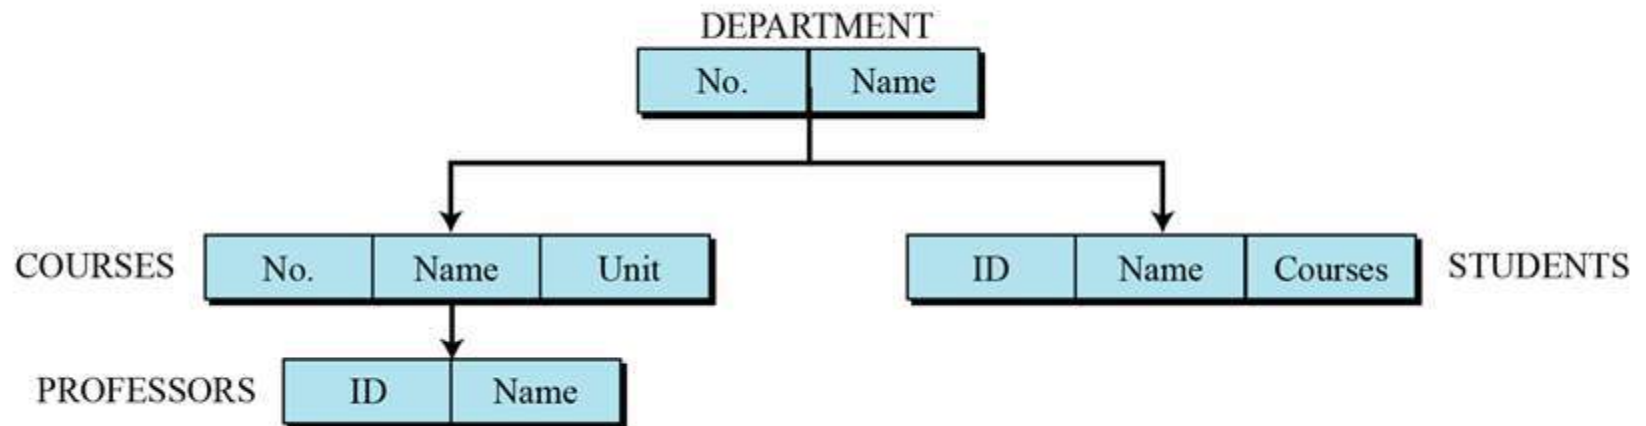 DEPARTMENT
No. Name
COURSES No. Name Unit
ID Name Courses STUDENTS
PROFESSORS ID Name